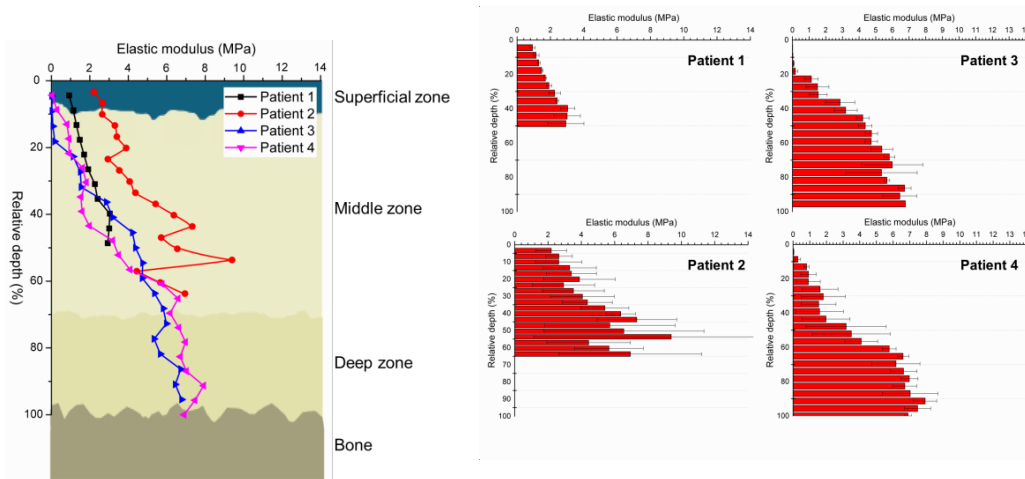 Elastic modulus (MPa)
0 2 4 6 8 10 12 14
0
20
40
60
80
100
Relative depth (%)
Patient 1
Patient 2
Patient 3
Patient 4
Superficial zone
Middle zone
Deep zone
Bone
Elastic modulus (MPa)
0 2 4 6 8 10 12 14
0
20
40
60
80
100
Relative depth (%)
Patient 1
Elastic modulus (MPa)
0 1 2 3 4 5 6 7 8 9 10 11 12 13 14
0
20
40
60
80
100
Relative depth (%)
Patient 3
Elastic modulus (MPa)
0 2 4 6 8 10 12 14
0
10
20
30
40
50
60
70
80
90
100
Relative depth (%)
Patient 2
Elastic modulus (MPa)
0 1 2 3 4 5 6 7 8 9 10 11 12 13 14
0
10
20
30
40
50
60
70
80
90
100
Relative depth (%)
Patient 4